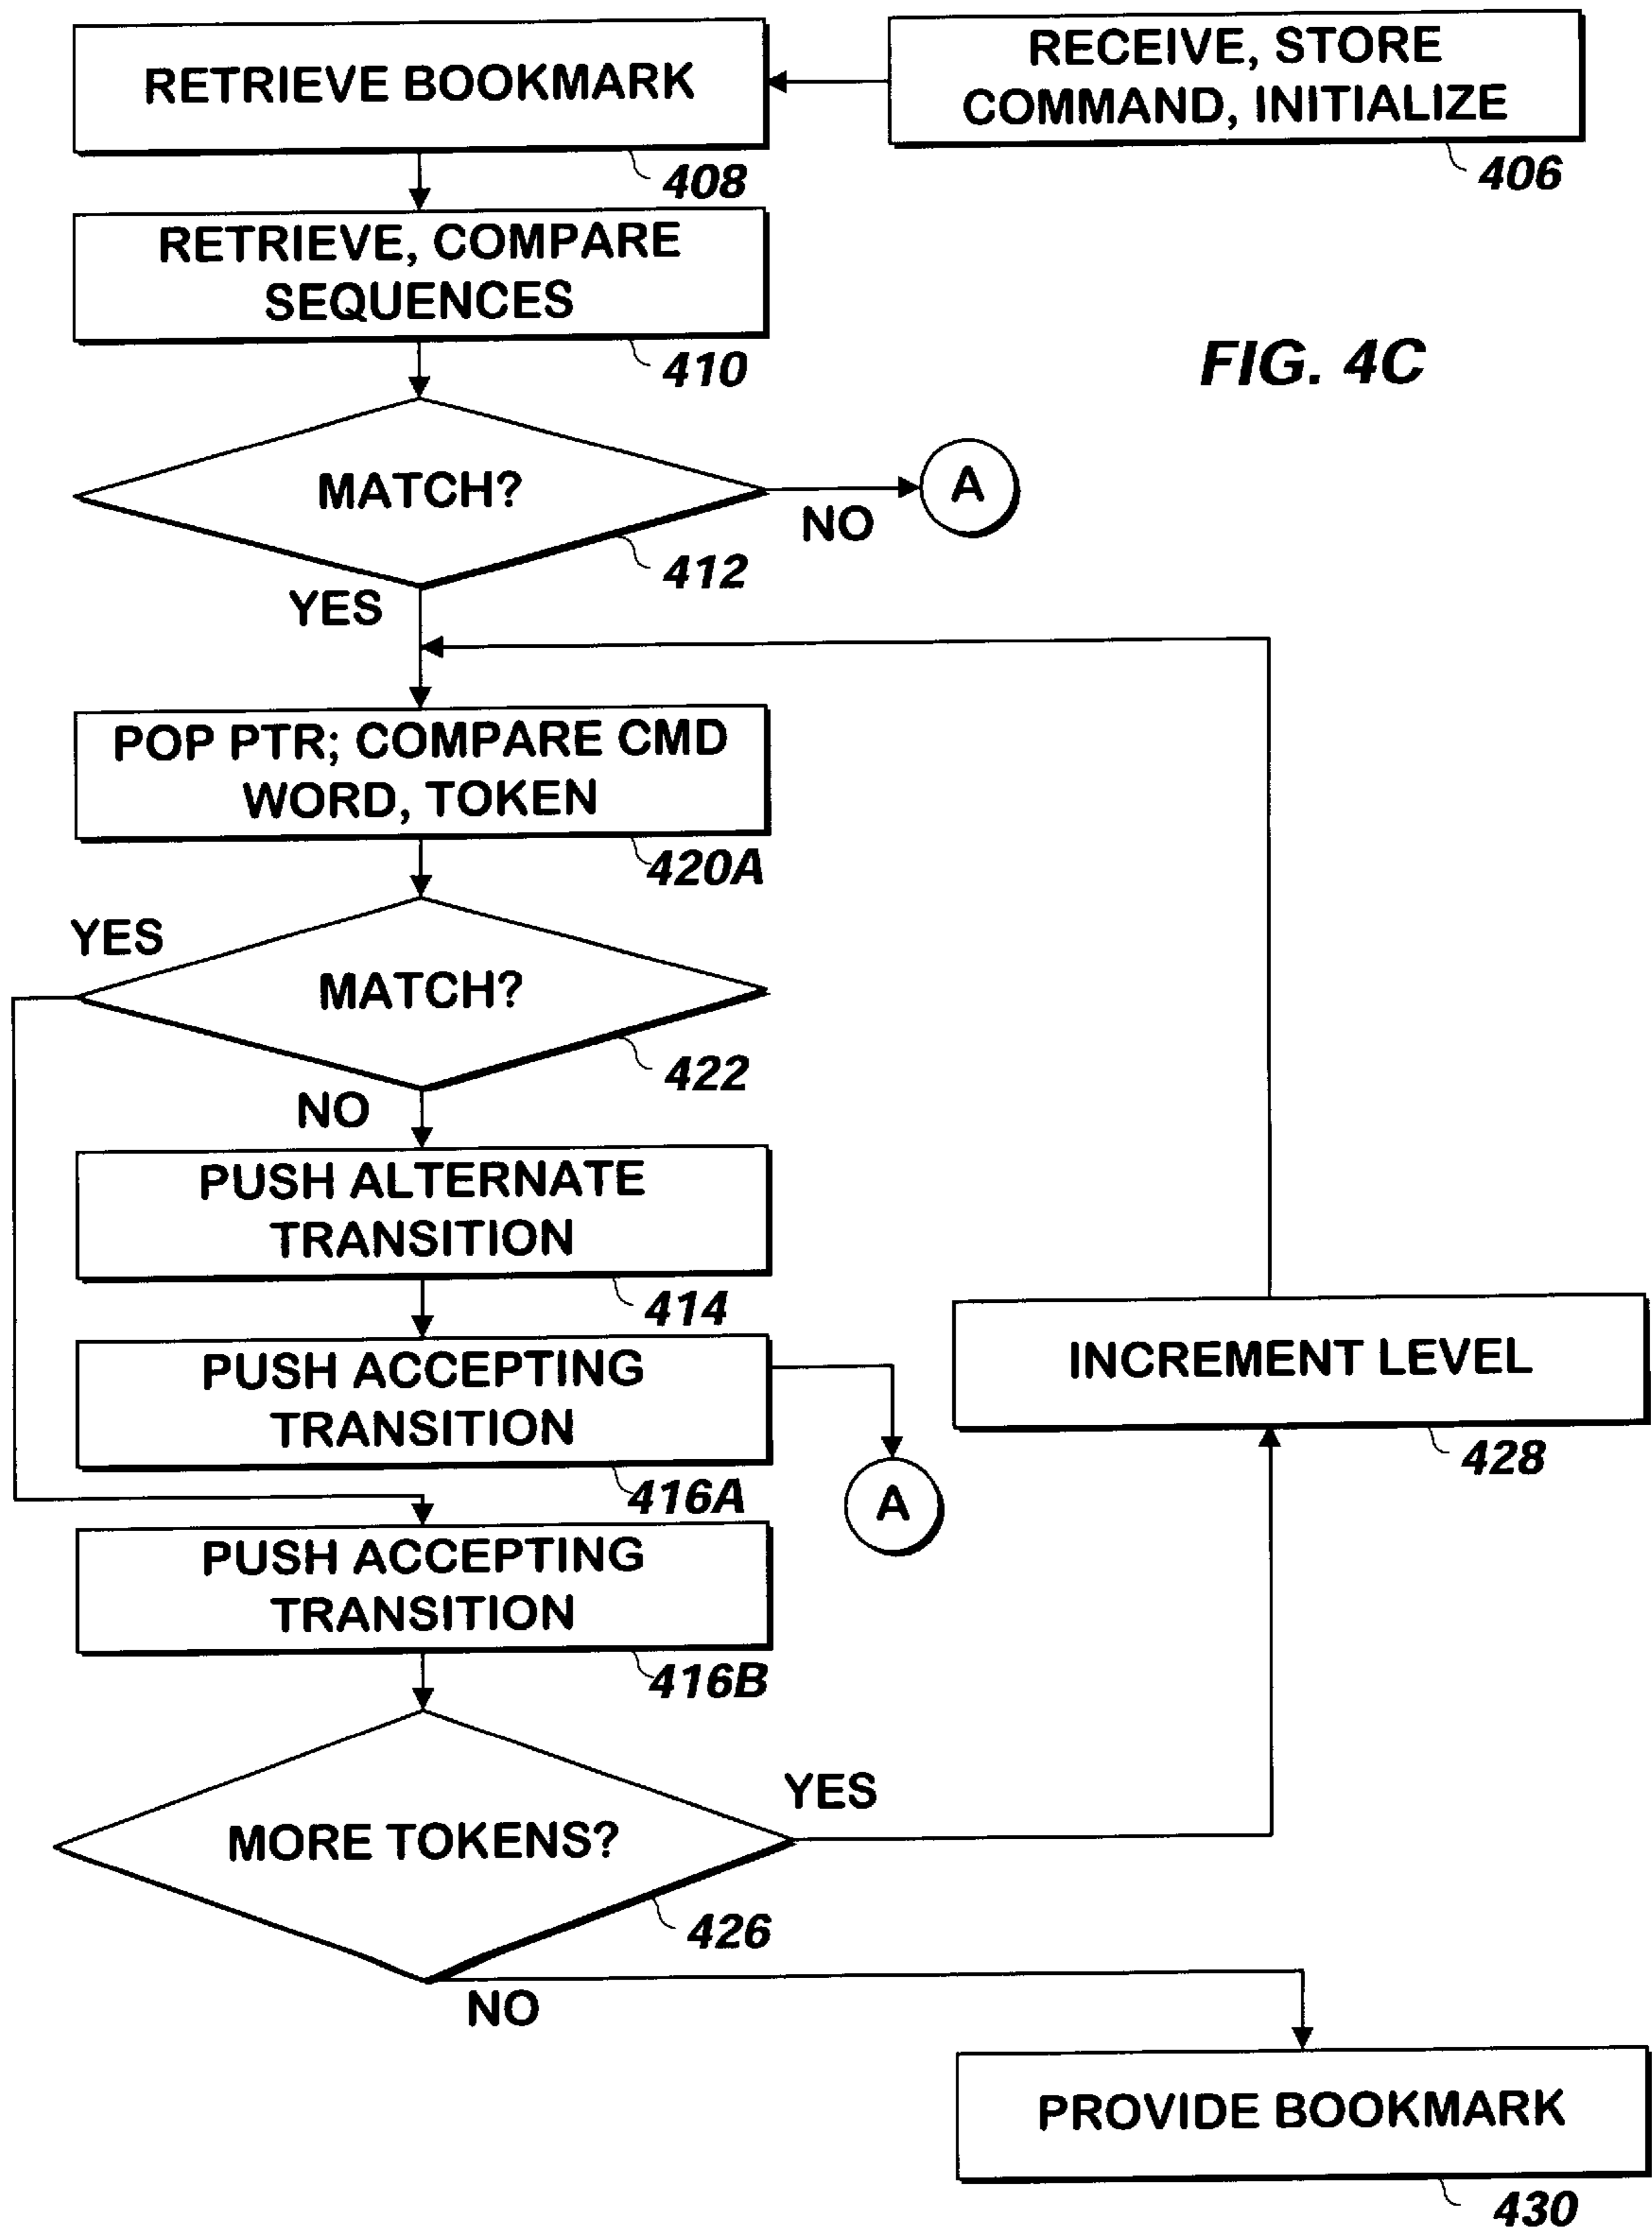 RETRIEVE BOOKMARK
408
RECEIVE, STORE
COMMAND, INITIALIZE
406
RETRIEVE, COMPARE
SEQUENCES
410
FIG. 4C
MATCH?
412
NO
A
YES
POP PTR; COMPARE CMD
WORD, TOKEN
420A
YES
MATCH?
422
NO
PUSH ALTERNATE
TRANSITION
414
PUSH ACCEPTING
TRANSITION
416A
A
INCREMENT LEVEL
428
PUSH ACCEPTING
TRANSITION
416B
MORE TOKENS?
YES
426
NO
PROVIDE BOOKMARK
430